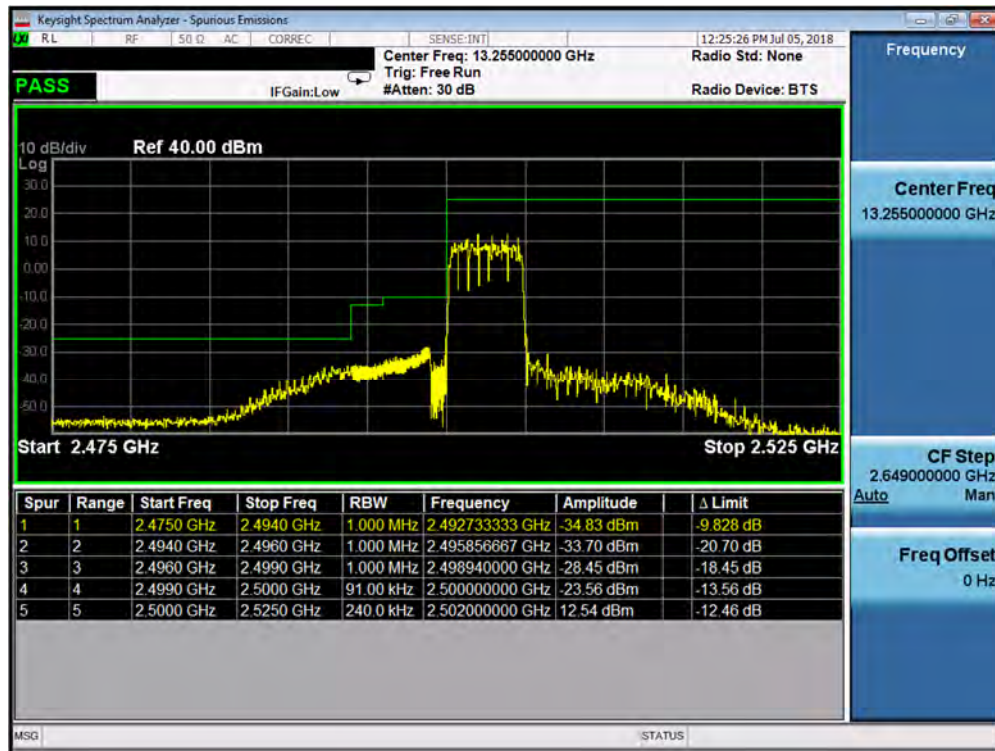 Keysight Spectrum Analyzer - Spurious Emissions
LXI RL RF 50 Ω AC CORREC SENSE:INT 12:25:26 PM Jul 05, 2018
Center Freq: 13.255000000 GHz Radio Std: None
Trig: Free Run
PASS IFGain:Low #Atten: 30 dB Radio Device: BTS
10 dB/div Ref 40.00 dBm
Log
30.0
20.0
10.0
0.00
-10.0
-20.0
-30.0
-40.0
-50.0
Start 2.475 GHz Stop 2.525 GHz
Spur Range Start Freq Stop Freq RBW Frequency Amplitude Δ Limit
1 1 2.4750 GHz 2.4940 GHz 1.000 MHz 2.492733333 GHz -34.83 dBm -9.828 dB
2 2 2.4940 GHz 2.4960 GHz 1.000 MHz 2.495856667 GHz -33.70 dBm -20.70 dB
3 3 2.4960 GHz 2.4990 GHz 1.000 MHz 2.498940000 GHz -28.45 dBm -18.45 dB
4 4 2.4990 GHz 2.5000 GHz 91.00 kHz 2.500000000 GHz -23.56 dBm -13.56 dB
5 5 2.5000 GHz 2.5250 GHz 240.0 kHz 2.502000000 GHz 12.54 dBm -12.46 dB
MSG STATUS
Frequency
Center Freq
13.255000000 GHz
CF Step
2.649000000 GHz
Auto Man
Freq Offset
0 Hz